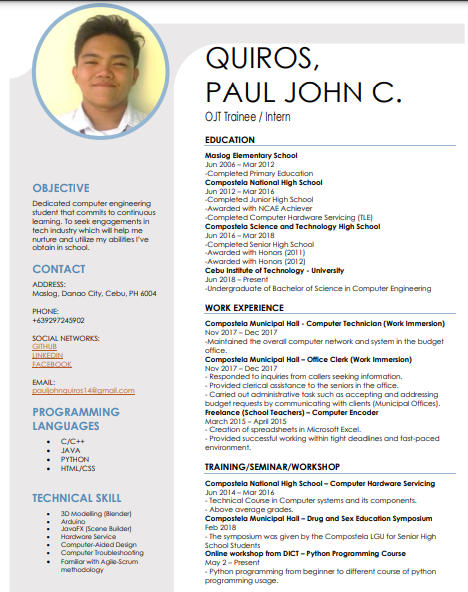 QUIROS,
PAUL JOHN C.
OJT Trainee / Intern
OBJECTIVE
Dedicated computer engineering
student that commits to continuous
learning. To seek engagements in
tech industry which will help me
nurture and utilize my abilities I've
obtain in school.
CONTACT
ADDRESS:
Maslog, Danao City, Cebu, PH 6004
PHONE:
+639297245902
SOCIAL NETWORKS:
GITHUB
LINKEDIN
FACEBOOK
EMAIL:
pauljohnquiros14@gmail.com
PROGRAMMING
LANGUAGES
• C/C++
• JAVA
• PYTHON
• HTML/CSS
TECHNICAL SKILL
• 3D Modelling (Blender)
• Arduino
• JavaFX (Scene Builder)
• Hardware Service
• Computer-Aided Design
• Computer Troubleshooting
• Familiar with Agile-Scrum
methodology
EDUCATION
Maslog Elementary School
Jun 2006 – Mar 2012
-Completed Primary Education
Compostela National High School
Jun 2012 – Mar 2016
-Completed Junior High School
-Awarded with NCAE Achiever
-Completed Computer Hardware Servicing (TLE)
Compostela Science and Technology High School
Jun 2016 – Mar 2018
-Completed Senior High School
-Awarded with Honors (2011)
-Awarded with Honors (2012)
Cebu Institute of Technology - University
Jun 2018 – Present
-Undergraduate of Bachelor of Science in Computer Engineering
WORK EXPERIENCE
Compostela Municipal Hall - Computer Technician (Work Immersion)
Nov 2017 – Dec 2017
-Maintained the overall computer network and system in the budget
office.
Compostela Municipal Hall – Office Clerk (Work Immersion)
Nov 2017 – Dec 2017
- Responded to inquiries from callers seeking information.
- Provided clerical assistance to the seniors in the office.
- Carried out administrative task such as accepting and addressing
budget requests by communicating with clients (Municipal Offices).
Freelance (School Teachers) – Computer Encoder
March 2015 – April 2015
- Creation of spreadsheets in Microsoft Excel.
- Provided successful working within tight deadlines and fast-paced
environment.
TRAINING/SEMINAR/WORKSHOP
Compostela National High School – Computer Hardware Servicing
Jun 2014 – Mar 2016
- Technical Course in Computer systems and its components.
- Above average grades.
Compostela Municipal Hall – Drug and Sex Education Symposium
Feb 2018
- The symposium was given by the Compostela LGU for Senior High
School Students
Online workshop from DICT – Python Programming Course
May 2 – Present
- Python programming from beginner to different course of python
programming usage.